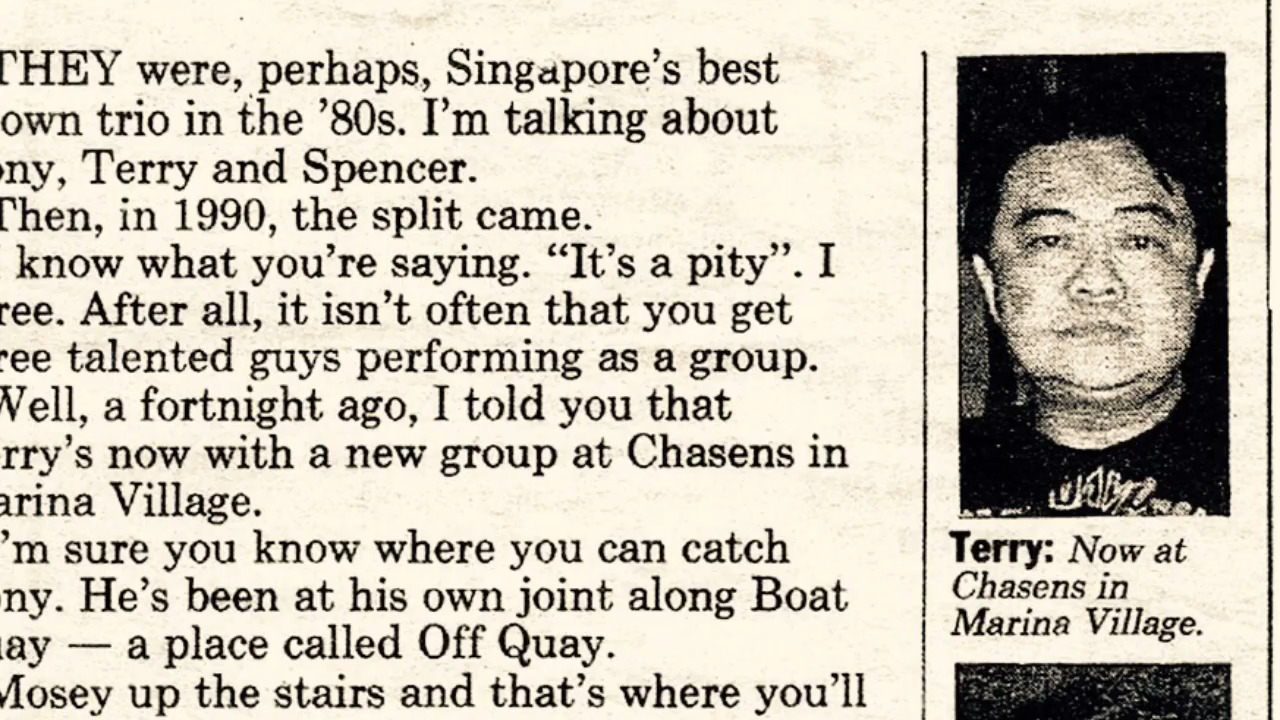 THEY were, perhaps, Singapore's best
own trio in the '80s. I'm talking about
ony, Terry and Spencer.
Then, in 1990, the split came.
know what you're saying. “It's a pity”. I
ree. After all, it isn't often that you get
ree talented guys performing as a group.
Well, a fortnight ago, I told you that
rry's now with a new group at Chasens in
arina Village.
'm sure you know where you can catch
ony. He's been at his own joint along Boat
uay — a place called Off Quay.
Mosey up the stairs and that's where you'll
Terry: Now at
Chasens in
Marina Village.